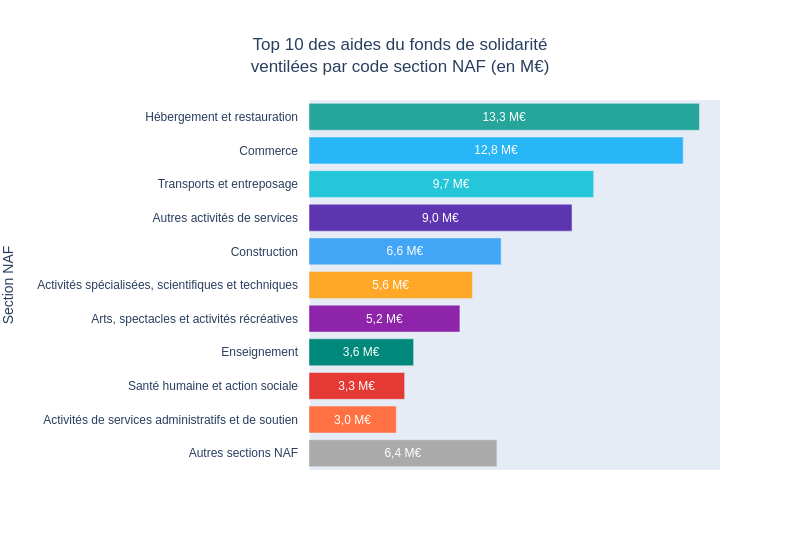 Top 10 des aides du fonds de solidarité
ventilées par code section NAF (en M€)
Section NAF
Hébergement et restauration 13,3 M€
Commerce 12,8 M€
Transports et entreposage 9,7 M€
Autres activités de services 9,0 M€
Construction 6,6 M€
Activités spécialisées, scientifiques et techniques 5,6 M€
Arts, spectacles et activités récréatives 5,2 M€
Enseignement 3,6 M€
Santé humaine et action sociale 3,3 M€
Activités de services administratifs et de soutien 3,0 M€
Autres sections NAF 6,4 M€